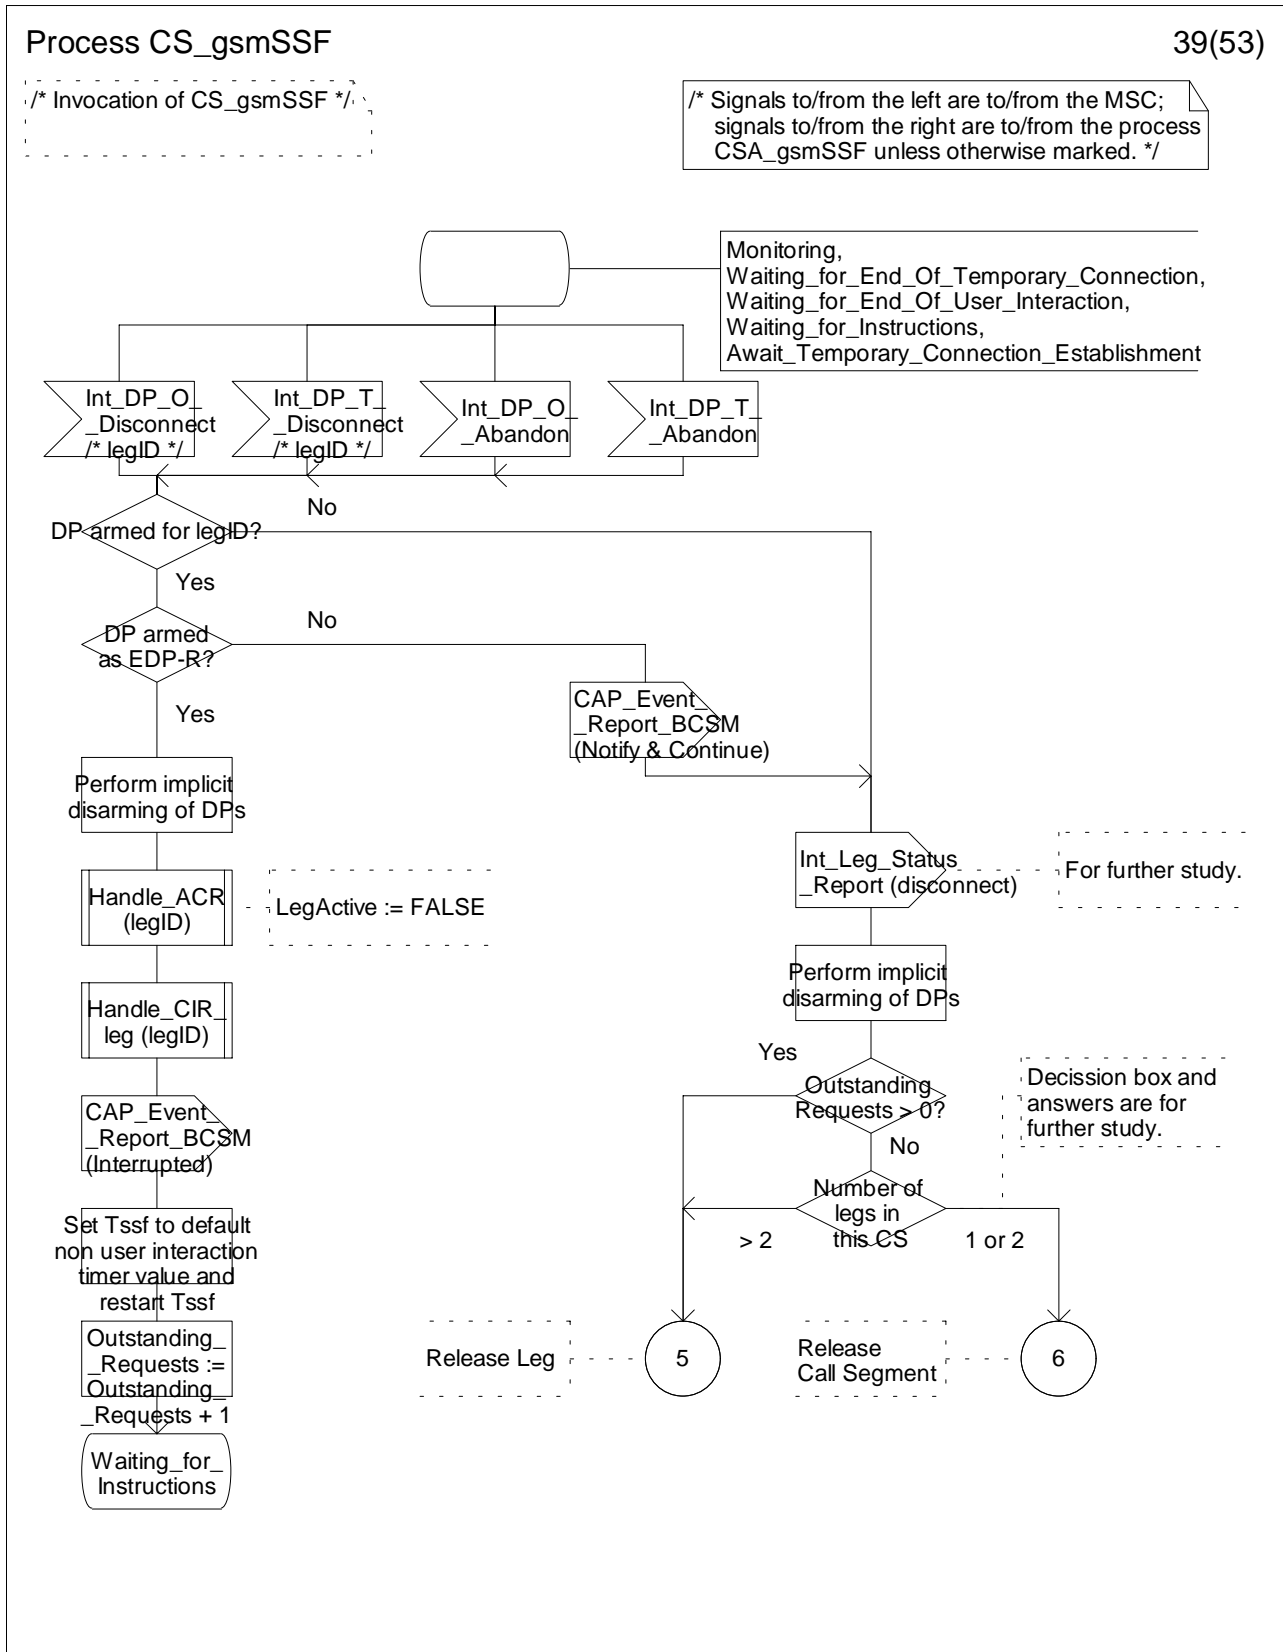 Process CS_gsmSSF
39(53)
/* Invocation of CS_gsmSSF */
/* Signals to/from the left are to/from the MSC;
signals to/from the right are to/from the process
CSA_gsmSSF unless otherwise marked. */
Monitoring,
Waiting_for_End_Of_Temporary_Connection,
Waiting_for_End_Of_User_Interaction,
Waiting_for_Instructions,
Await_Temporary_Connection_Establishment
Int_DP_O_
_Disconnect
/* legID */
Int_DP_T_
_Disconnect
/* legID */
Int_DP_O_
_Abandon
Int_DP_T_
_Abandon
DP armed for legID?
No
Yes
DP armed
as EDP-R?
No
Yes
CAP_Event_
_Report_BCSM
(Notify & Continue)
Perform implicit
disarming of DPs
Int_Leg_Status
_Report (disconnect)
For further study.
Handle_ACR
(legID)
LegActive := FALSE
Perform implicit
disarming of DPs
Handle_CIR_
leg (legID)
Yes
Outstanding
Requests > 0?
No
Decission box and
answers are for
further study.
CAP_Event_
_Report_BCSM
(Interrupted)
Number of
legs in
this CS
> 2
1 or 2
Set Tssf to default
non user interaction
timer value and
restart Tssf
Outstanding_
_Requests :=
Outstanding_
_Requests + 1
Release Leg
5
Release
Call Segment
6
Waiting_for_
Instructions